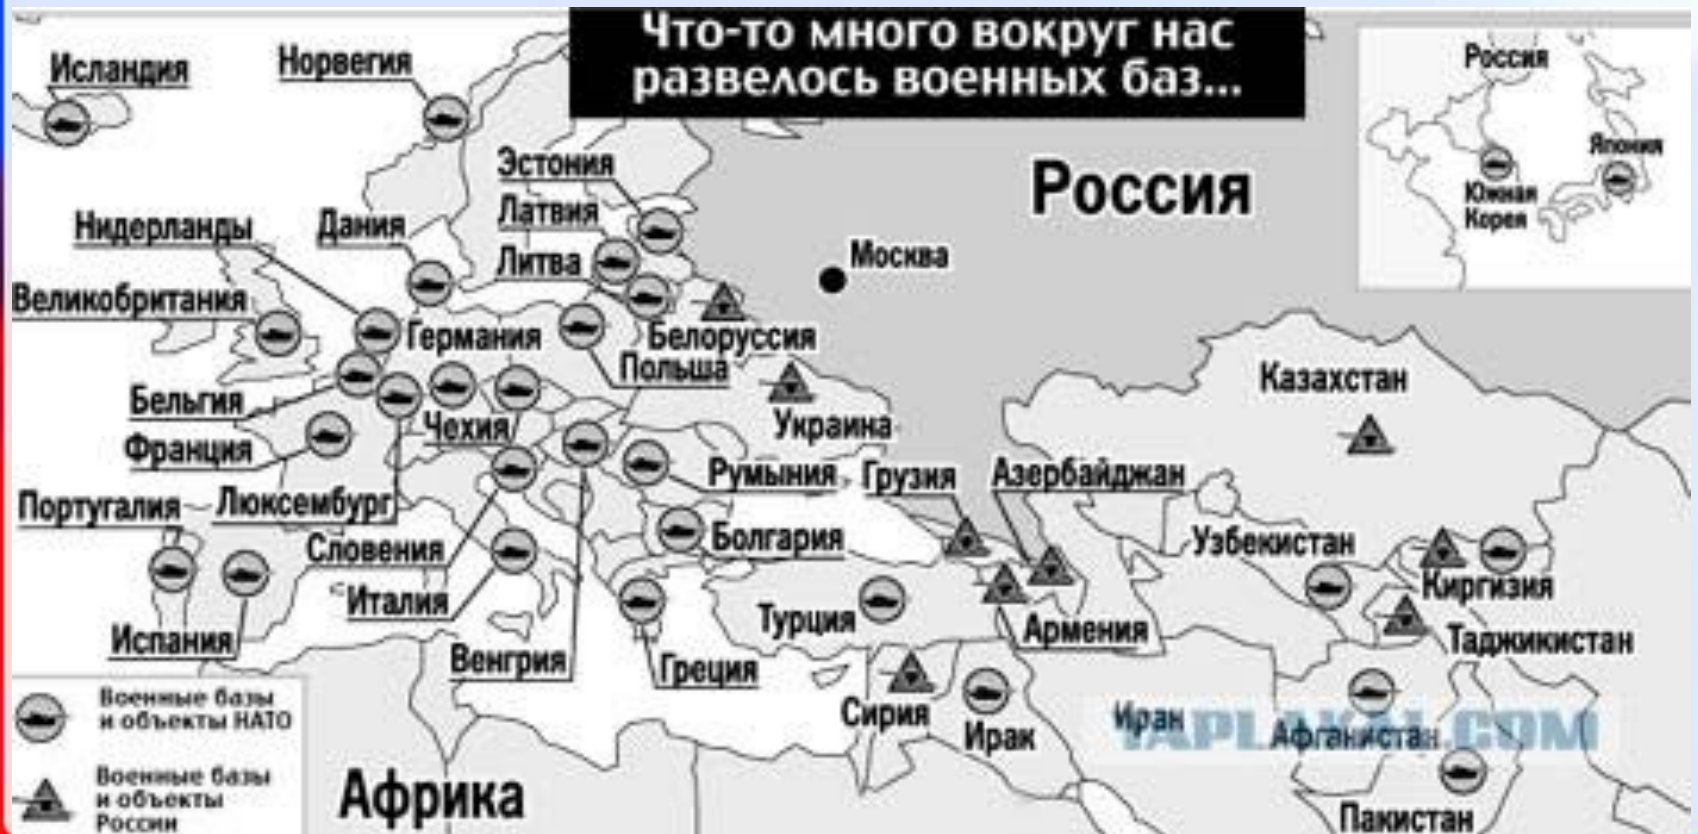 Что-то много вокруг нас
развелось военных баз...
Исландия
Норвегия
Россия
Эстония
Япония
Россия
Южная
Корея
Латвия
Нидерланды
Дания
Литва
Москва
Великобритания
Германия
Белоруссия
Польша
Казахстан
Бельгия
Чехия
Украина
Франция
Румыния
Грузия
Азербайджан
Португалия
Люксембург
Болгария
Узбекистан
Словения
Киргизия
Италия
Турция
Армения
Таджикистан
Испания
Венгрия
Греция
Сирия
Ирак
Иран
Афганистан
YAPLAKAL.COM
Пакистан
Военные базы
и объекты НАТО
Военные базы
и объекты
России
Африка